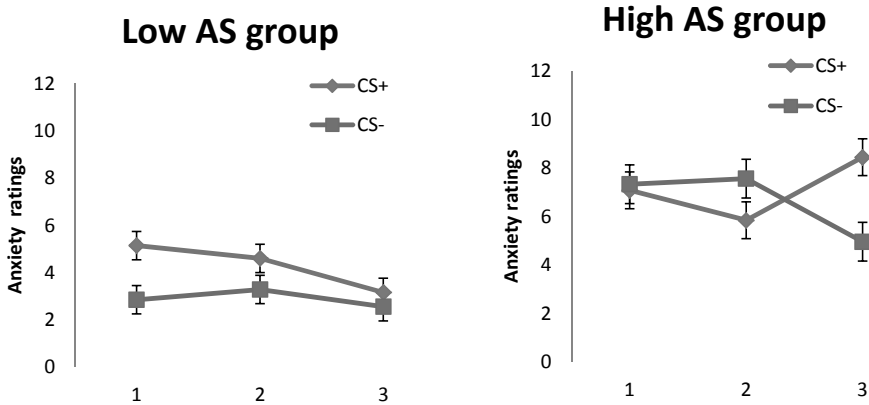 Low AS group
12
10
8
6
4
2
0
Anxiety ratings
CS+
CS-
1 2 3
High AS group
12
10
8
6
4
2
0
Anxiety ratings
CS+
CS-
1 2 3